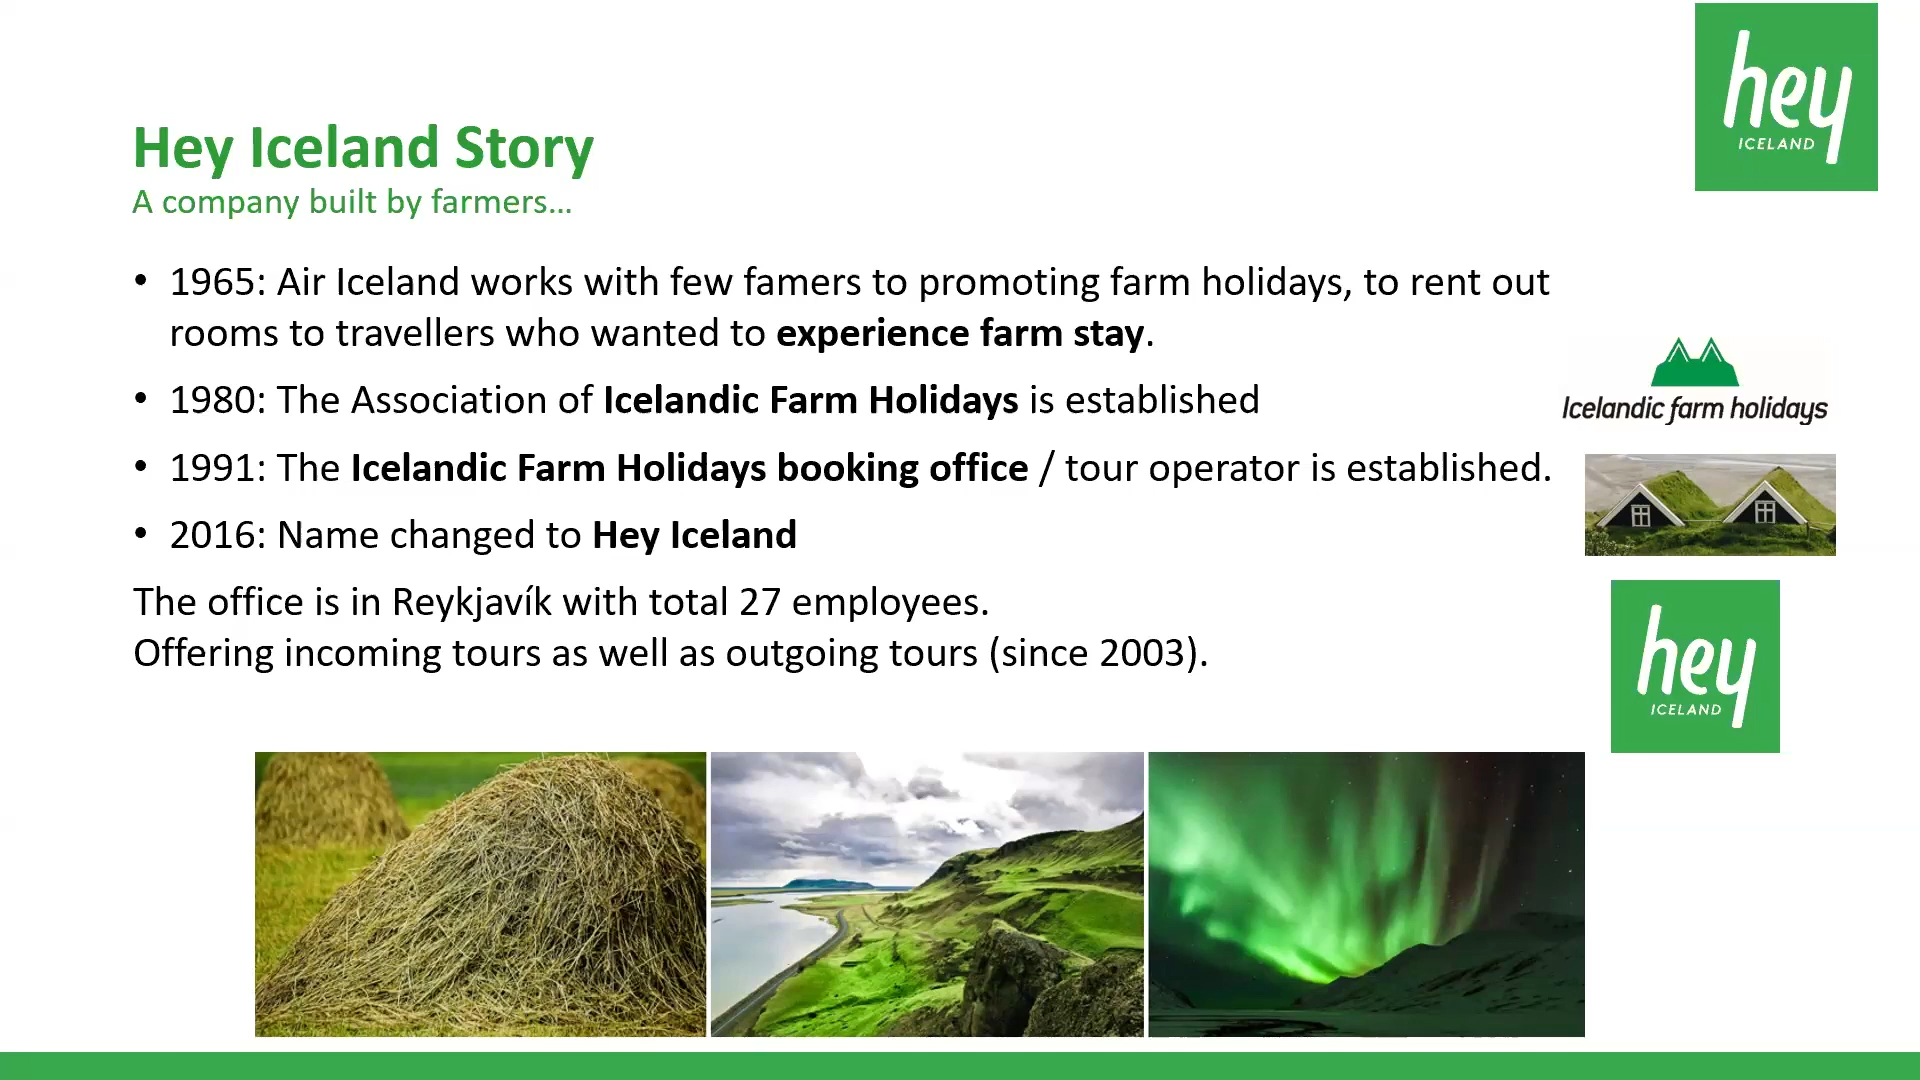 hey
ICELAND
Hey Iceland Story
A company built by farmers...
• 1965: Air Iceland works with few famers to promoting farm holidays, to rent out
rooms to travellers who wanted to experience farm stay.
• 1980: The Association of Icelandic Farm Holidays is established
Icelandic farm holidays
• 1991: The Icelandic Farm Holidays booking office / tour operator is established.
• 2016: Name changed to Hey Iceland
The office is in Reykjavík with total 27 employees.
Offering incoming tours as well as outgoing tours (since 2003).
hey
ICELAND